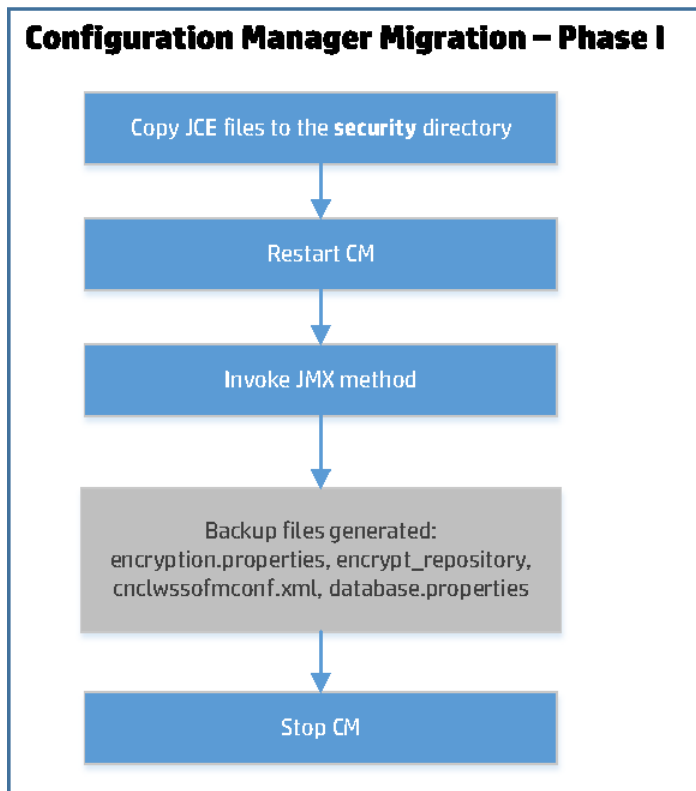 Configuration Manager Migration – Phase I
Copy JCE files to the security directory
Restart CM
Invoke JMX method
Backup files generated:
encryption.properties, encrypt_repository,
cnclwssofmconf.xml, database.properties
Stop CM